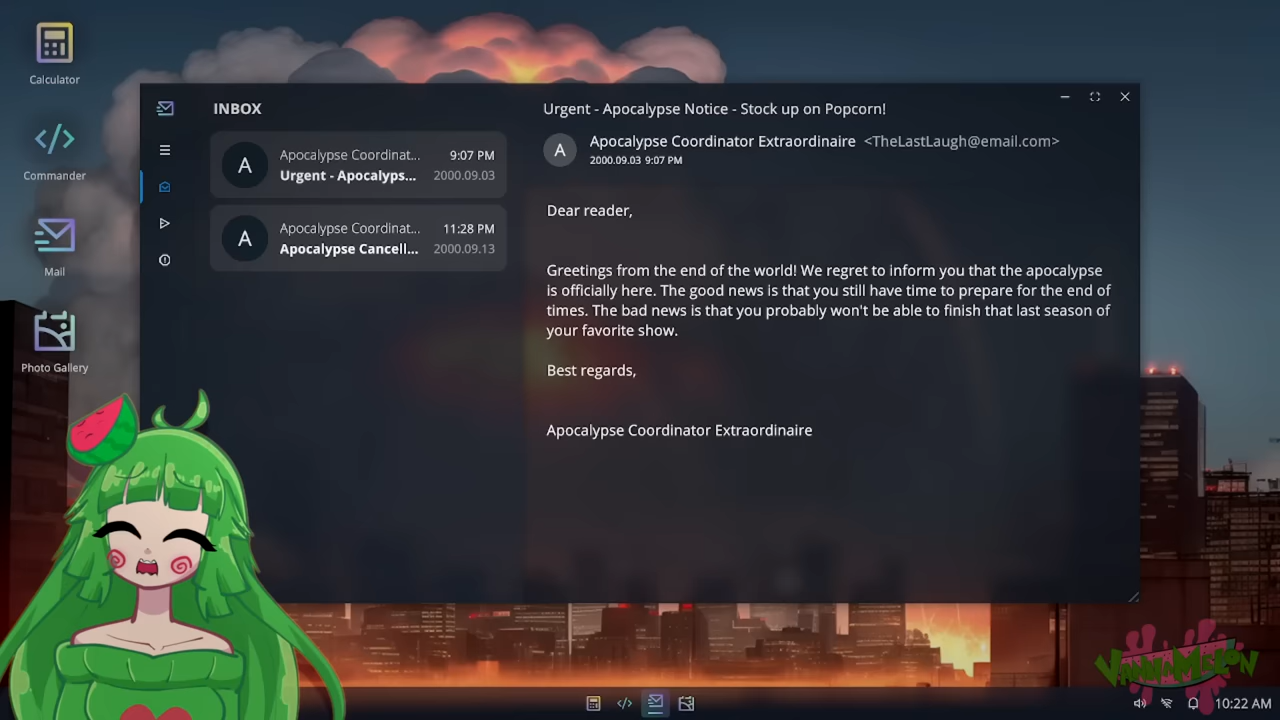 Calculator
Commander
Mail
Photo Gallery
INBOX
A
Apocalypse Coordinat...
9:07 PM
Urgent - Apocalyps...
2000.09.03
A
Apocalypse Coordinat...
11:28 PM
Apocalypse Cancell...
2000.09.13
Urgent - Apocalypse Notice - Stock up on Popcorn!
A
Apocalypse Coordinator Extraordinaire <TheLastLaugh@email.com>
2000.09.03 9:07 PM
Dear reader,
Greetings from the end of the world! We regret to inform you that the apocalypse
is officially here. The good news is that you still have time to prepare for the end of
times. The bad news is that you probably won't be able to finish that last season of
your favorite show.
Best regards,
Apocalypse Coordinator Extraordinaire
VANNAMELON
10:22 AM